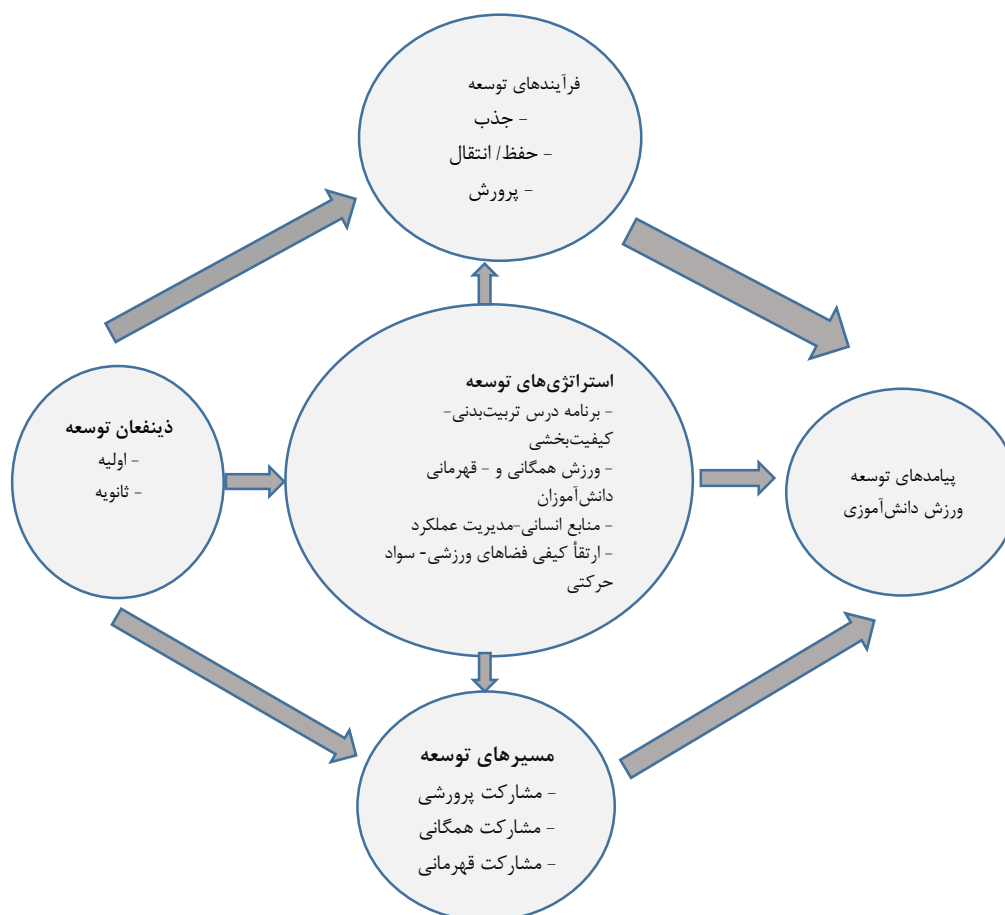 فرآیندهای توسعه
- جذب
- حفظ/ انتقال
- پرورش
ذینفعان توسعه
- اولیه
- ثانویه
استراتژی‌های توسعه
- برنامه درس تربیت‌بدنی-
کیفیت‌بخشی
- ورزش همگانی و - قهرمانی
دانش‌آموزان
- منابع انسانی-مدیریت عملکرد
- ارتقأ کیفی فضاهای ورزشی- سواد
حرکتی
پیامدهای توسعه
ورزش دانش‌آموزی
مسیرهای توسعه
- مشارکت پرورشی
- مشارکت همگانی
- مشارکت قهرمانی